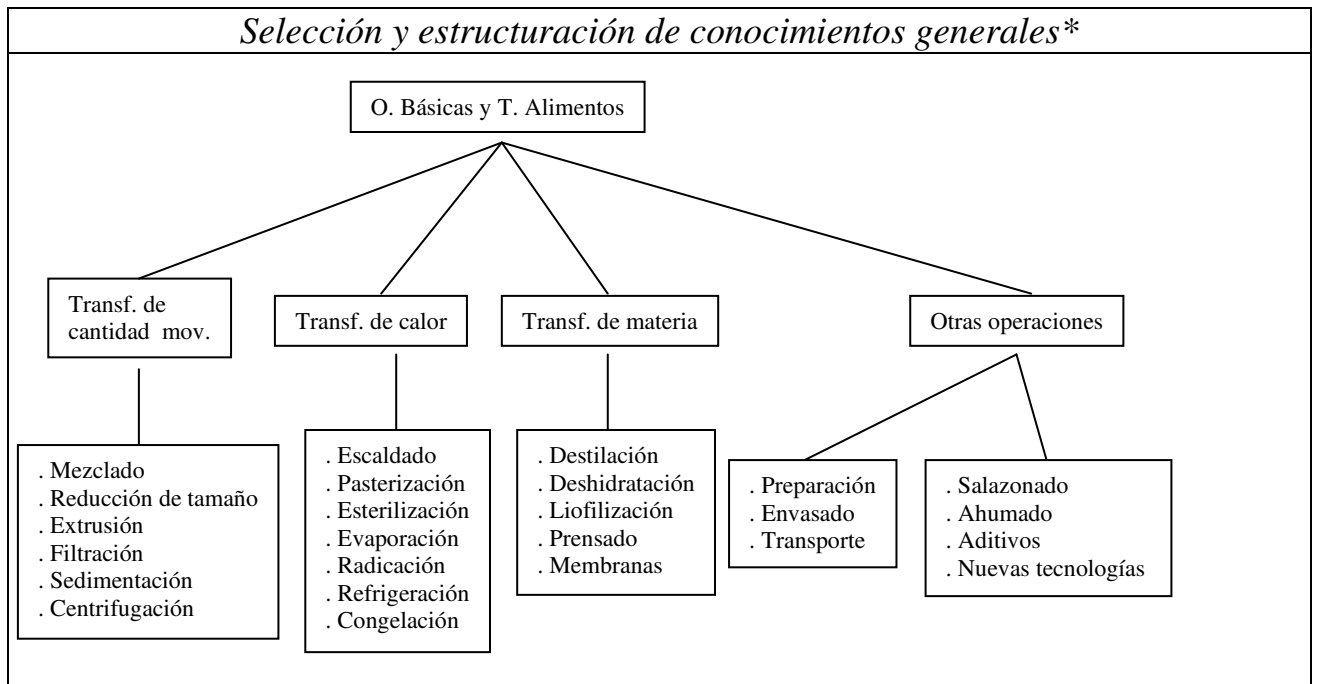 Selección y estructuración de conocimientos generales*
O. Básicas y T. Alimentos
Transf. de
cantidad mov.
Transf. de calor
Transf. de materia
Otras operaciones
. Mezclado
. Reducción de tamaño
. Extrusión
. Filtración
. Sedimentación
. Centrifugación
. Escaldado
. Pasterización
. Esterilización
. Evaporación
. Radicación
. Refrigeración
. Congelación
. Destilación
. Deshidratación
. Liofilización
. Prensado
. Membranas
. Preparación
. Envasado
. Transporte
. Salazonado
. Ahumado
. Aditivos
. Nuevas tecnologías